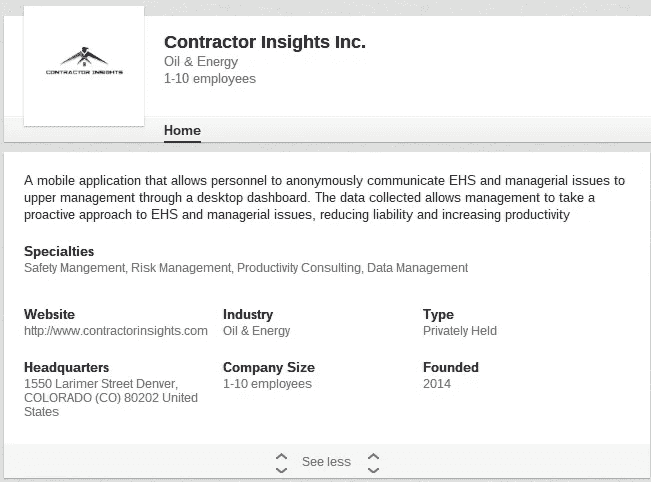 CONTRACTOR INSIGHTS
Contractor Insights Inc.
Oil & Energy
1-10 employees
Home
A mobile application that allows personnel to anonymously communicate EHS and managerial issues to
upper management through a desktop dashboard. The data collected allows management to take a
proactive approach to EHS and managerial issues, reducing liability and increasing productivity
Specialties
Safety Mangement, Risk Management, Productivity Consulting, Data Management
Website
http://www.contractorinsights.com
Industry
Oil & Energy
Type
Privately Held
Headquarters
1550 Larimer Street Denver,
COLORADO (CO) 80202 United
States
Company Size
1-10 employees
Founded
2014
See less